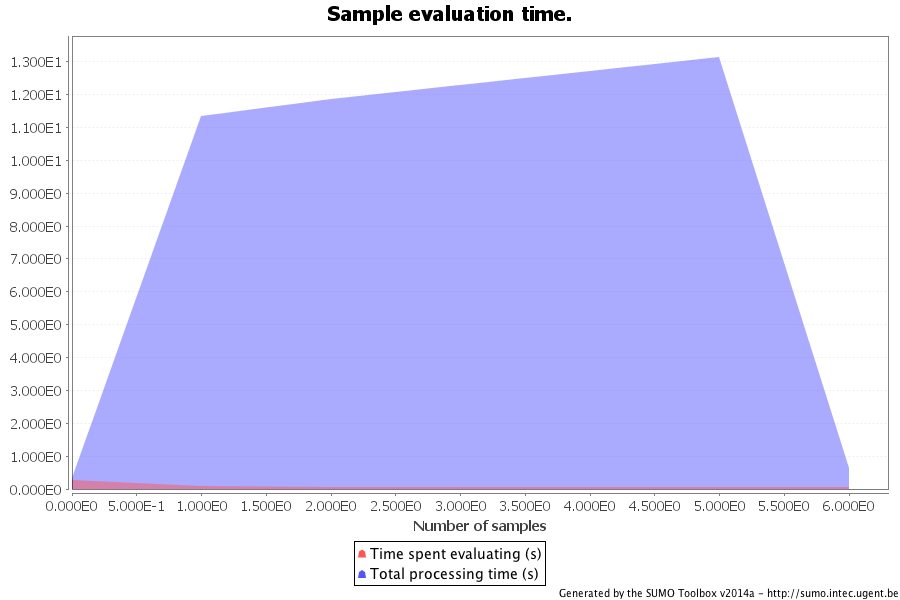 Sample evaluation time.
1.300E1
1.200E1
1.100E1
1.000E1
9.000E0
8.000E0
7.000E0
6.000E0
5.000E0
4.000E0
3.000E0
2.000E0
1.000E0
0.000E0
0.000E0 5.000E-1 1.000E0 1.500E0 2.000E0 2.500E0 3.000E0 3.500E0 4.000E0 4.500E0 5.000E0 5.500E0 6.000E0
Number of samples
Time spent evaluating (s)
Total processing time (s)
Generated by the SUMO Toolbox v2014a - http://sumo.intec.ugent.be